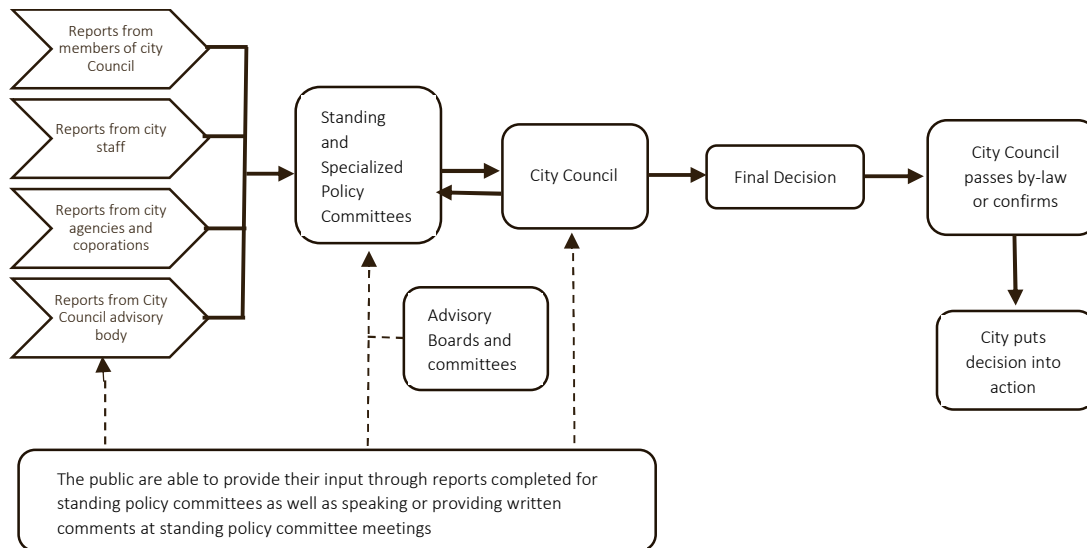 Reports from
members of city
Council
Reports from city
staff
Reports from city
agencies and
coporations
Reports from City
Council advisory
body
Standing
and
Specialized
Policy
Committees
City Council
Final Decision
City Council
passes by-law
or confirms
Advisory
Boards and
committees
City puts
decision into
action
The public are able to provide their input through reports completed for
standing policy committees as well as speaking or providing written
comments at standing policy committee meetings